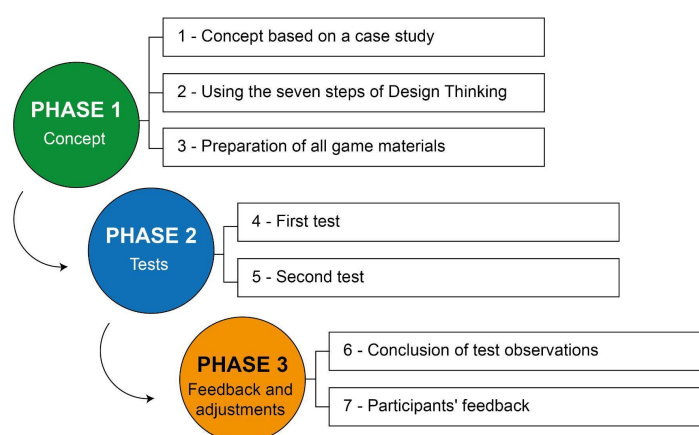 1 - Concept based on a case study
PHASE 1
Concept
2 - Using the seven steps of Design Thinking
3 - Preparation of all game materials
PHASE 2
Tests
4 - First test
5 - Second test
PHASE 3
Feedback and
adjustments
6 - Conclusion of test observations
7 - Participants' feedback